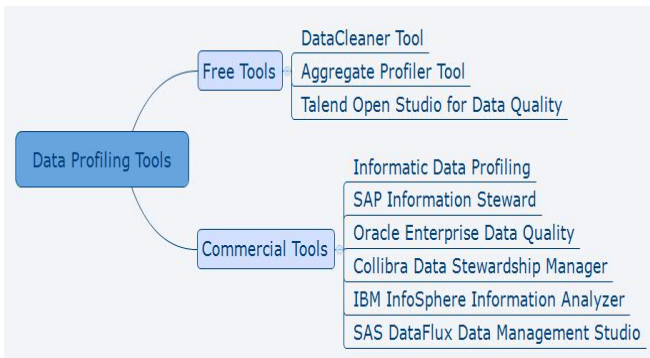 Data Profiling Tools
Free Tools
DataCleaner Tool
Aggregate Profiler Tool
Talend Open Studio for Data Quality
Commercial Tools
Informatic Data Profiling
SAP Information Steward
Oracle Enterprise Data Quality
Collibra Data Stewardship Manager
IBM InfoSphere Information Analyzer
SAS DataFlux Data Management Studio